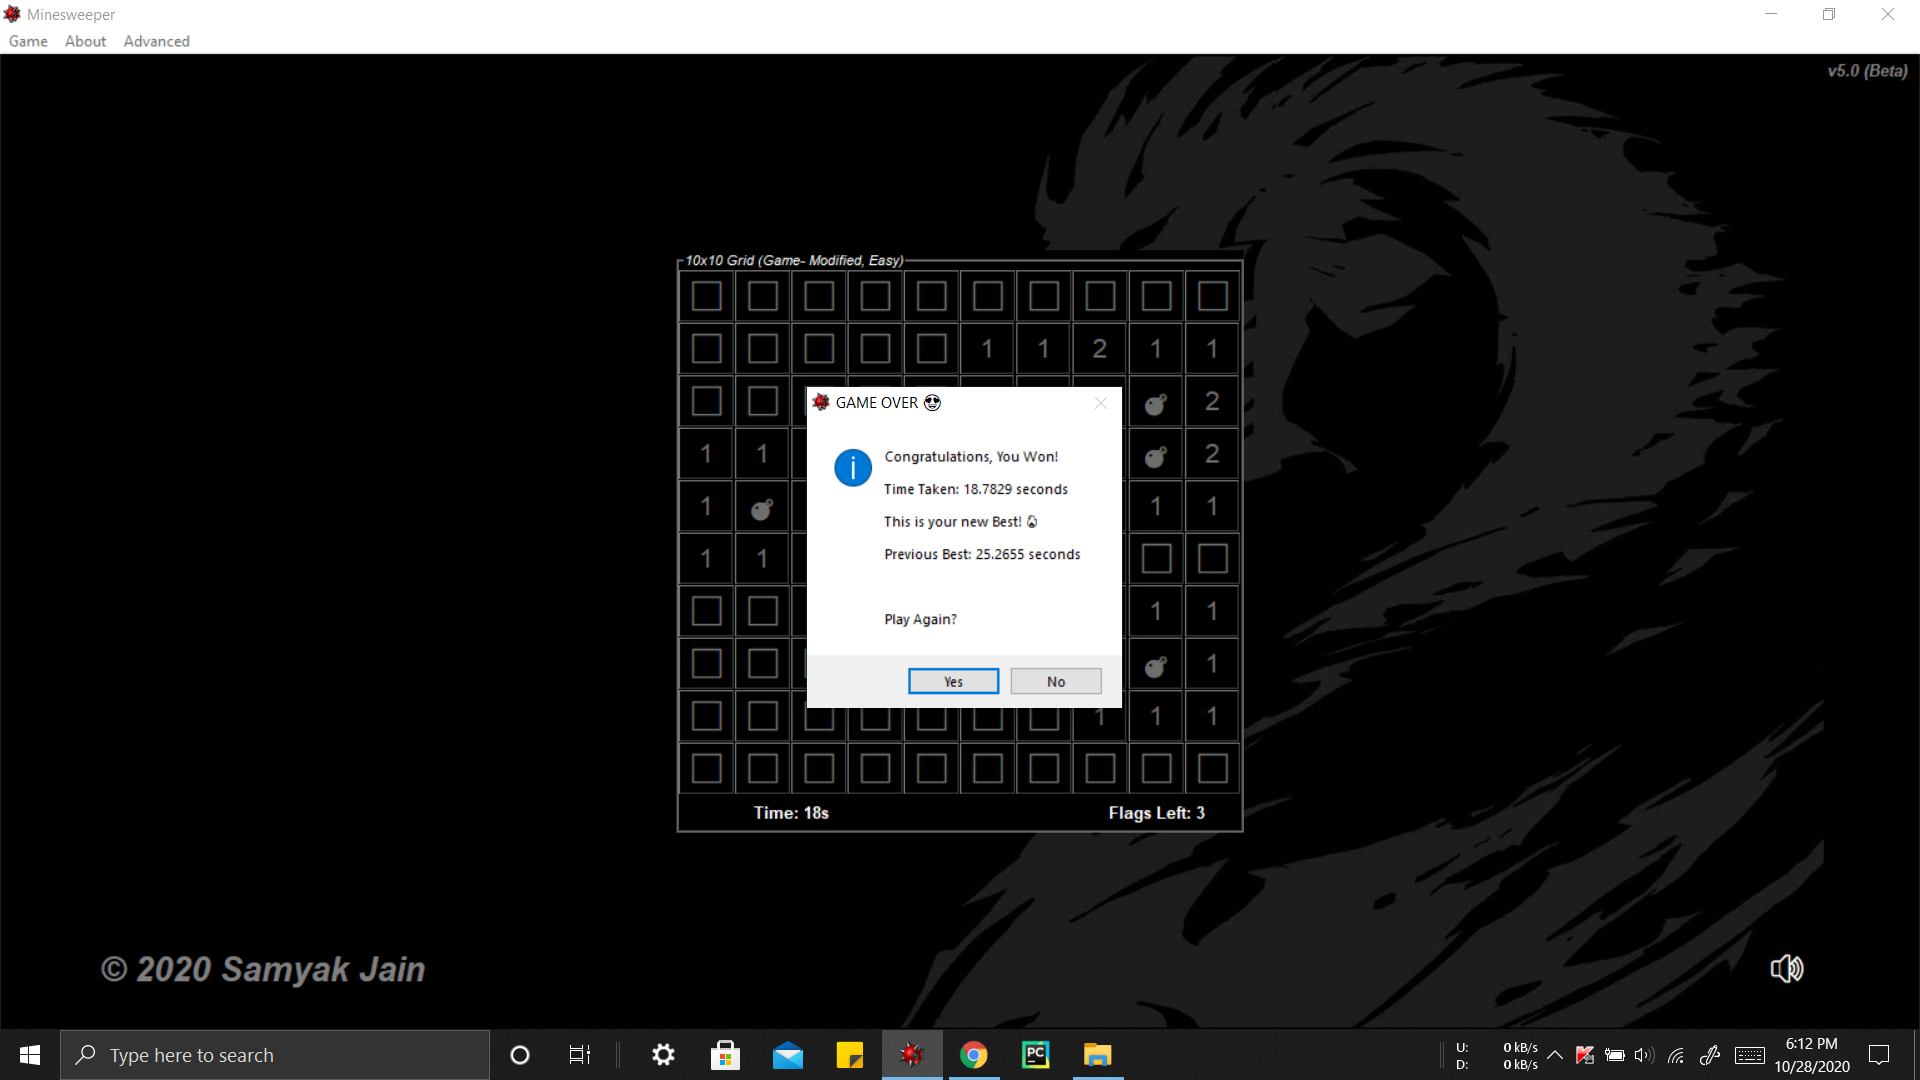 Minesweeper
Game About Advanced
v5.0 (Beta)
10x10 Grid (Game- Modified, Easy)
1 1 2 1 1
2
1 1 2
1 1 1
1 1
1 1
1
1 1 1
GAME OVER 😎
Congratulations, You Won!
Time Taken: 18.7829 seconds
This is your new Best!
Previous Best: 25.2655 seconds
Play Again?
Yes No
Time: 18s Flags Left: 3
© 2020 Samyak Jain
Type here to search
PC
U: 0 kB/s
D: 0 kB/s
6:12 PM
10/28/2020